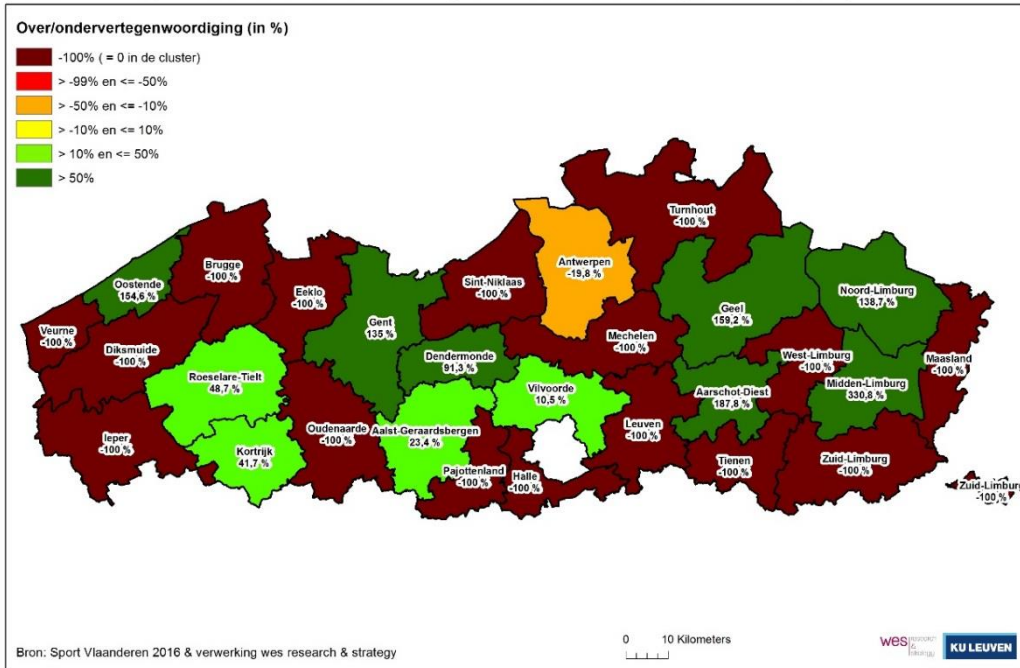 Over/ondervertegenwoordiging (in %)
-100% ( = 0 in de cluster)
> -99% en <= -50%
> -50% en <= -10%
> -10% en <= 10%
> 10% en <= 50%
> 50%
Turnhout
-100 %
Antwerpen
-19,8 %
Brugge
-100 %
Oostende
154,6 %
Eeklo
-100 %
Sint-Niklaas
-100 %
Noord-Limburg
138,7 %
Geel
159,2 %
Veurne
-100 %
Gent
135 %
Mechelen
-100 %
Diksmuide
-100 %
Dendermonde
91,3 %
West-Limburg
-100 %
Maasland
-100 %
Roeselare-Tielt
48,7 %
Vilvoorde
10,5 %
Aarschot-Diest
187,8 %
Midden-Limburg
330,8 %
Ieper
-100 %
Kortrijk
41,7 %
Oudenaarde
-100 %
Aalst-Geraardsbergen
23,4 %
Leuven
-100 %
Pajottenland
-100 %
Halle
-100 %
Tienen
-100 %
Zuid-Limburg
-100 %
Zuid-Limburg
-100 %
0 10 Kilometers
Bron: Sport Vlaanderen 2016 & verwerking wes research & strategy
wes research
&
strategy
KU LEUVEN